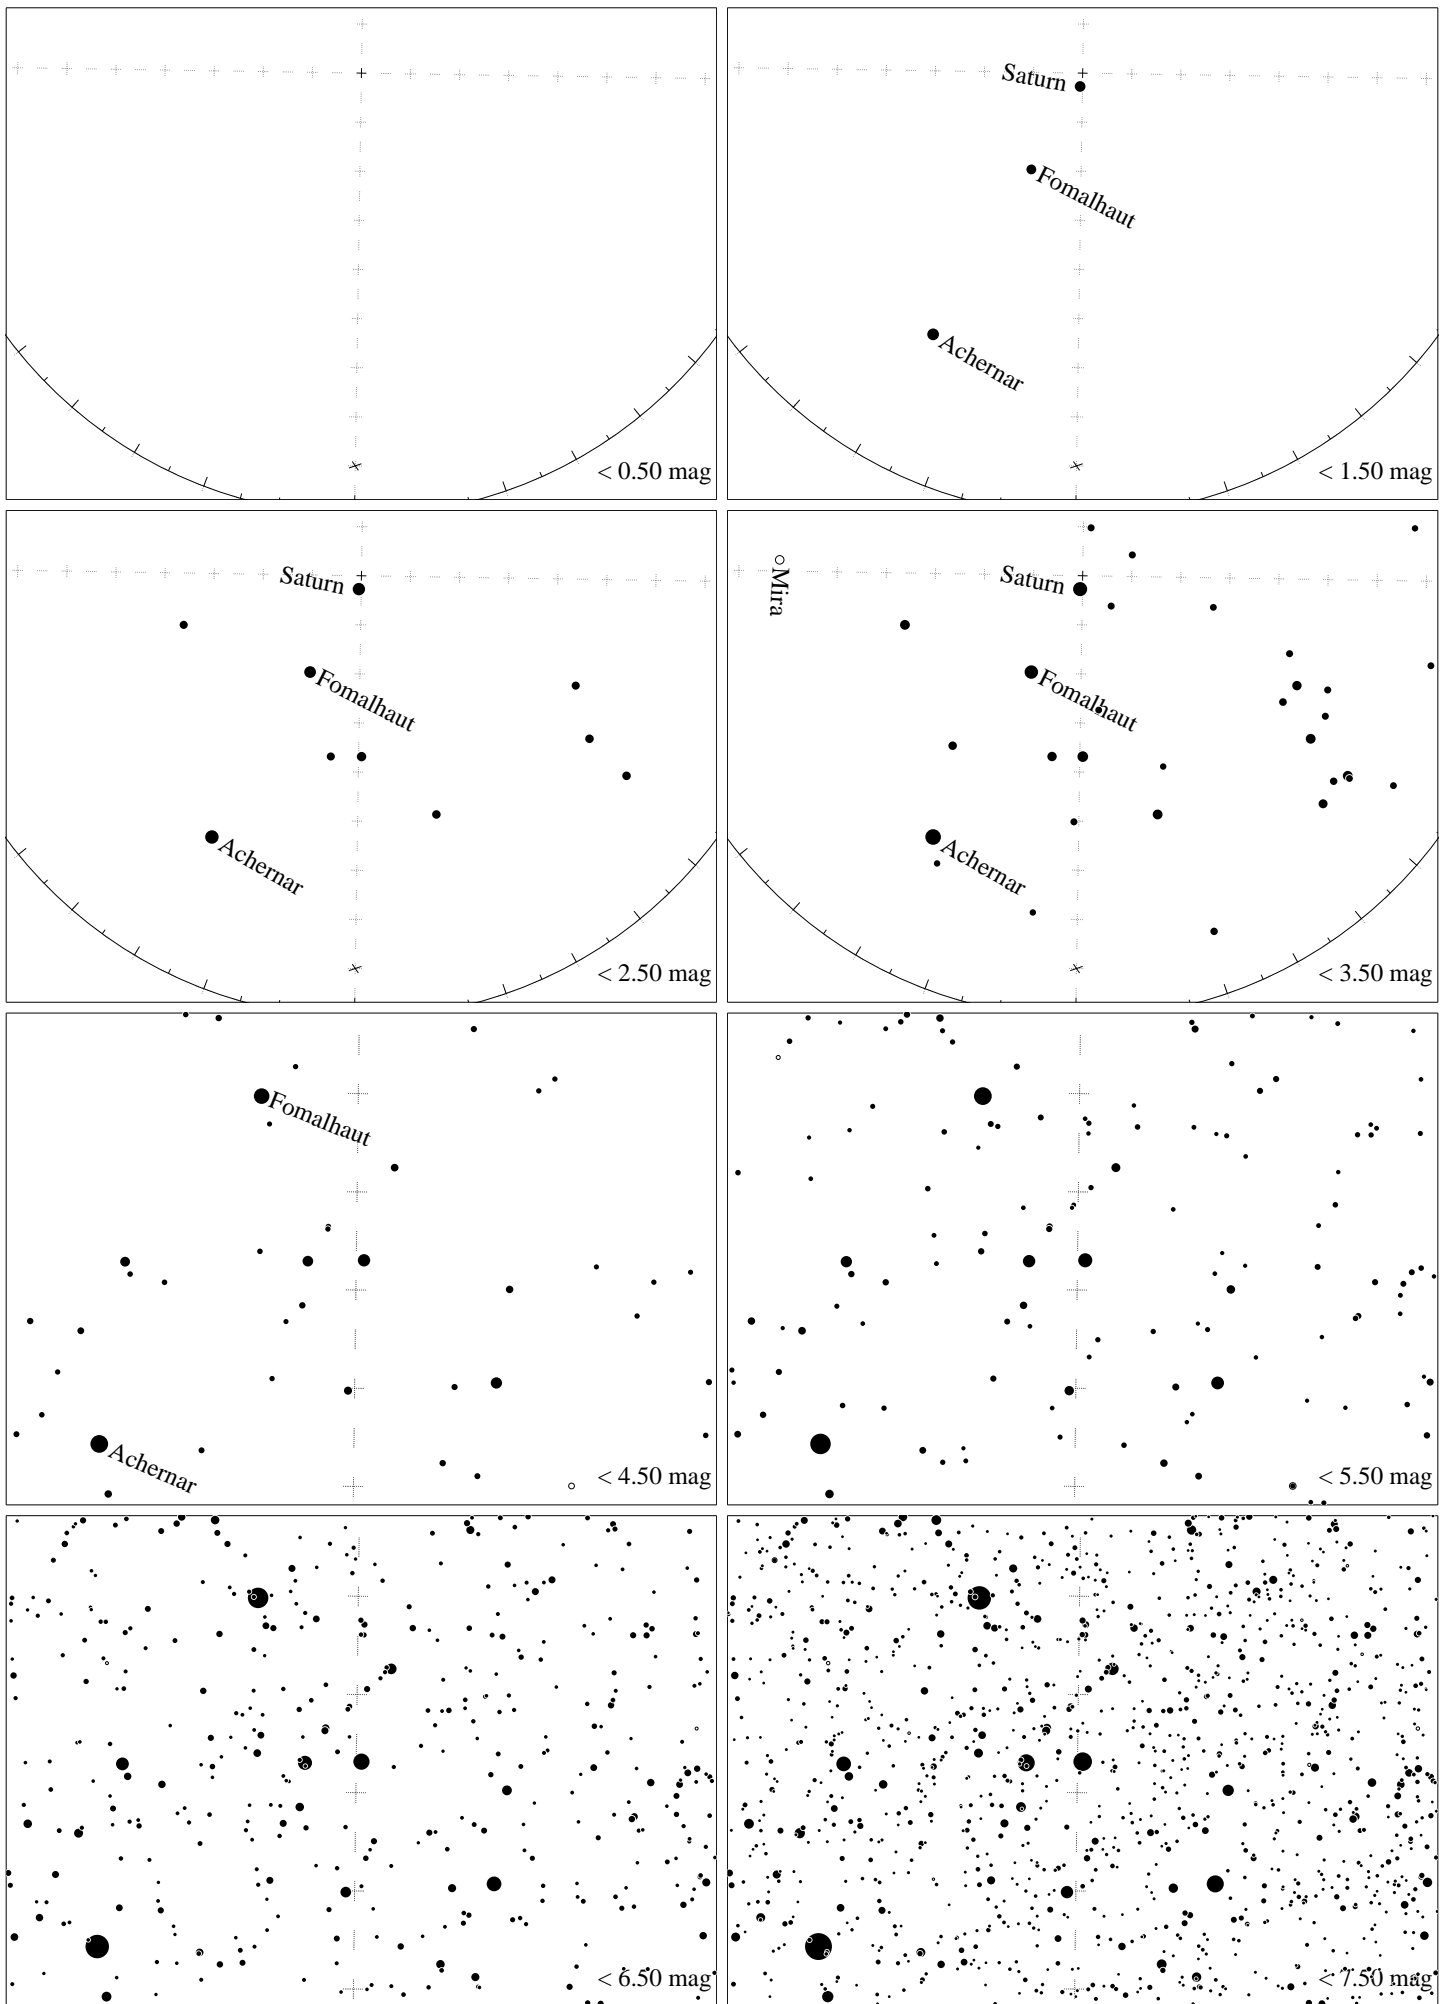 < 0.50 mag
Saturn
Fomalhaut
Achernar
< 1.50 mag
Saturn
Fomalhaut
Achernar
< 2.50 mag
Mira
Saturn
Fomalhaut
Achernar
< 3.50 mag
Fomalhaut
Achernar
< 4.50 mag
< 5.50 mag
< 6.50 mag
< 7.50 mag